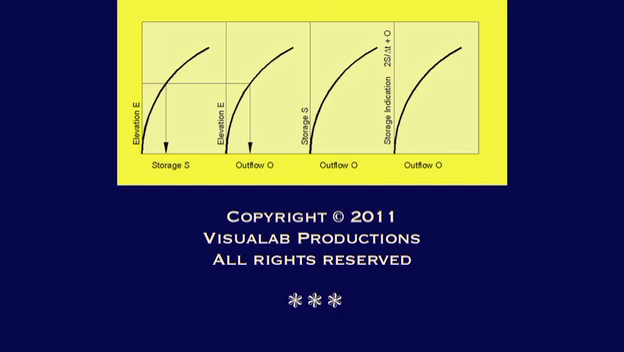 Elevation E
Elevation E
Storage S
Storage Indication 2S/Δt + O
Storage S
Outflow O
Outflow O
Outflow O
Copyright © 2011
Visualab Productions
All rights reserved